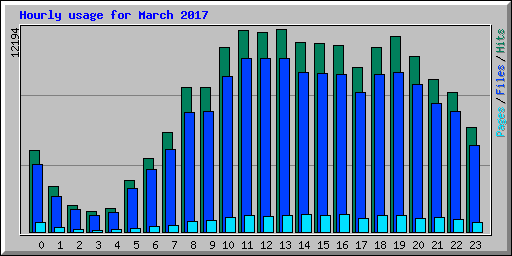 Hourly usage for March 2017
12194
Pages/Files/Hits
0 1 2 3 4 5 6 7 8 9 10 11 12 13 14 15 16 17 18 19 20 21 22 23